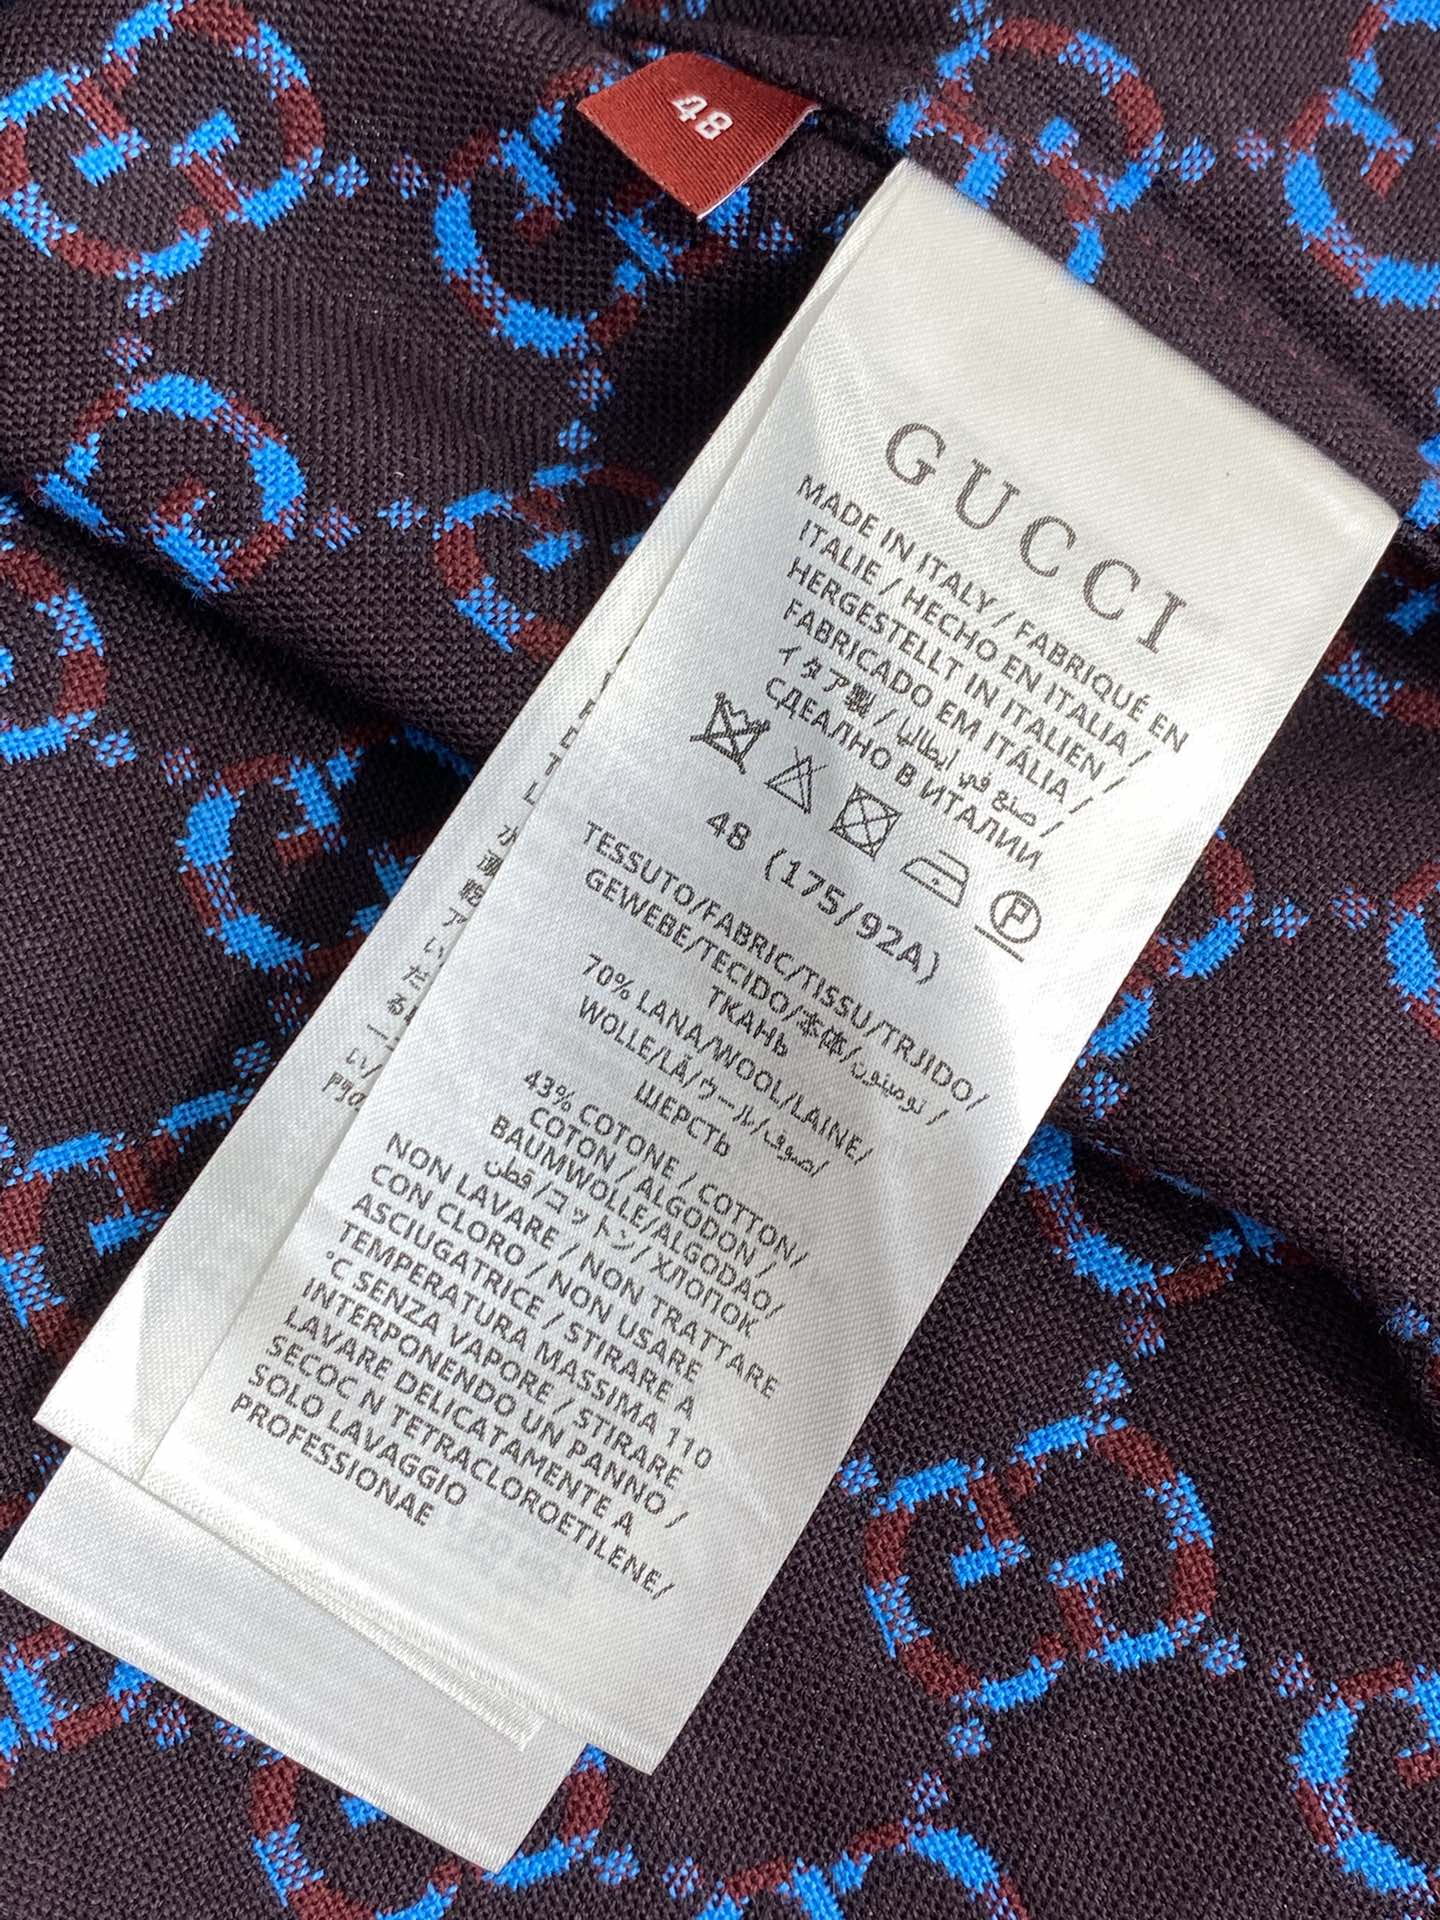 48
GUCCI
MADE IN ITALY / FABRIQUÉ EN
ITALIE / HECHO EN ITALIA /
HERGESTELLT IN ITALIEN /
FABRICADO EM ITÁLIA /
イタア製 / صنع في إيطاليا /
СДЕАЛНО В ИТАЛИИ
48 (175/92A)
TESSUTO/FABRIC/TISSU/TRJIDO/
GEWEBE/TECIDO/本体/
ТКАНЬ
70% LANA/WOOL/LAINE/
WOLLE/LÃ/ウール/صوف/
ШЕРСТЬ
43% COTONE / COTTON/
COTON / ALGODON /
BAUMWOLLE/ALGODAO/
قطن/コットン/ХЛОПОК
NON LAVARE / NON TRATTARE
CON CLORO / NON USARE
ASCIUGATRICE / STIRARE A
TEMPERATURA MASSIMA 110
°C SENZA VAPORE / STIRARE
INTERPONENDO UN PANNO /
LAVARE DELICATAMENTE A
SECOC N TETRACLOROETILENE/
SOLO LAVAGGIO
PROFESSIONAE